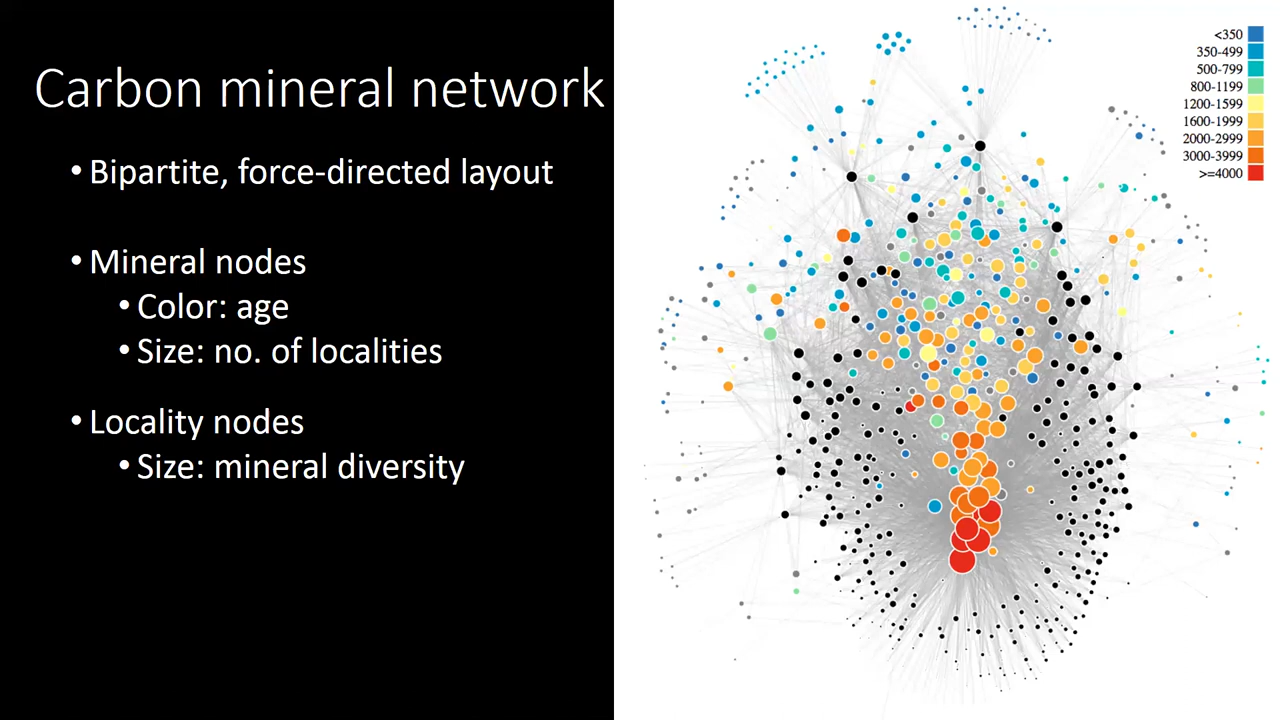 Carbon mineral network
• Bipartite, force-directed layout
• Mineral nodes
• Color: age
• Size: no. of localities
• Locality nodes
• Size: mineral diversity
<350
350-499
500-799
800-1199
1200-1599
1600-1999
2000-2999
3000-3999
>=4000